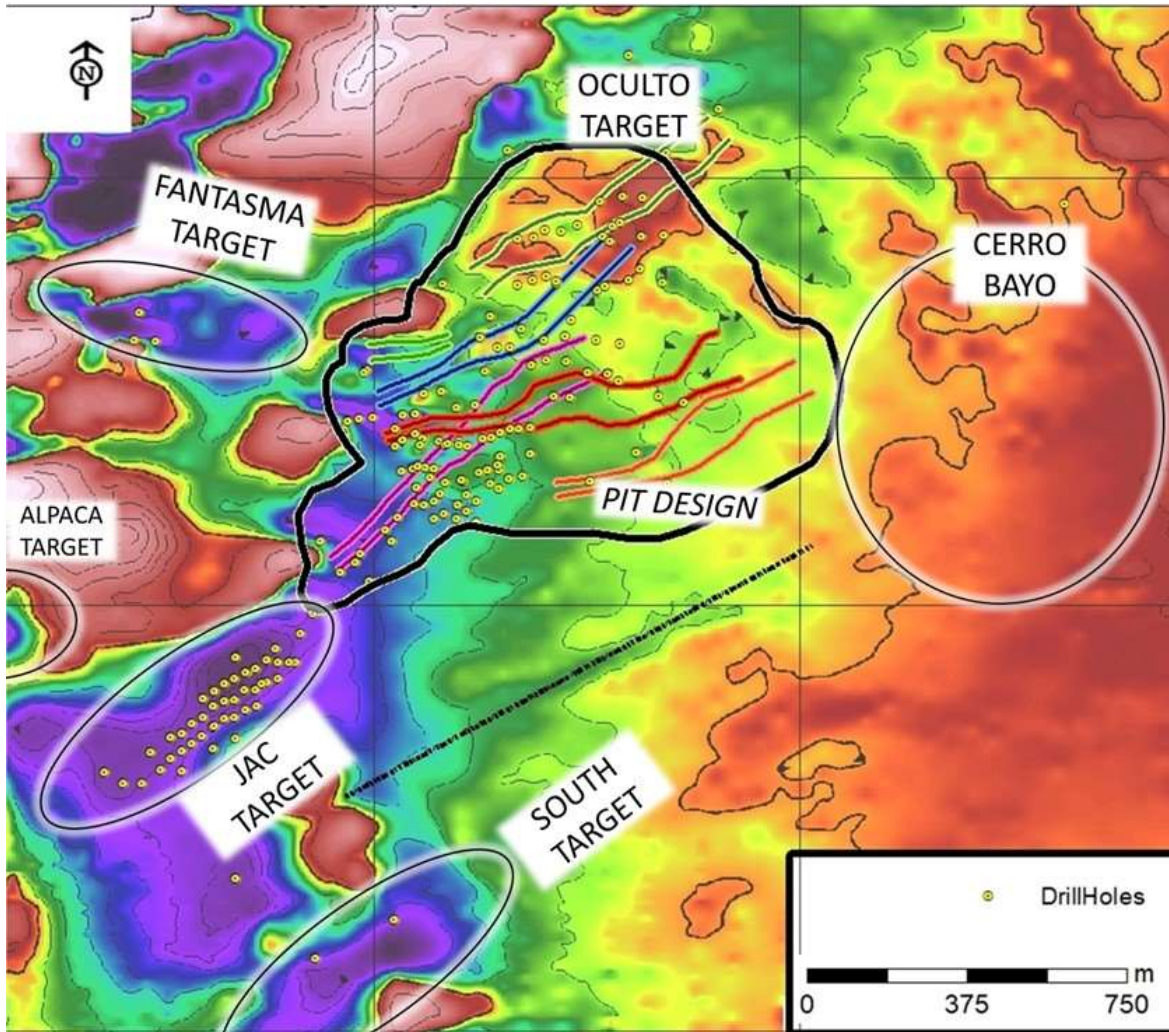 N
OCULTO
TARGET
FANTASMA
TARGET
CERRO
BAYO
PIT DESIGN
ALPACA
TARGET
JAC
TARGET
SOUTH
TARGET
DrillHoles
m
0 375 750